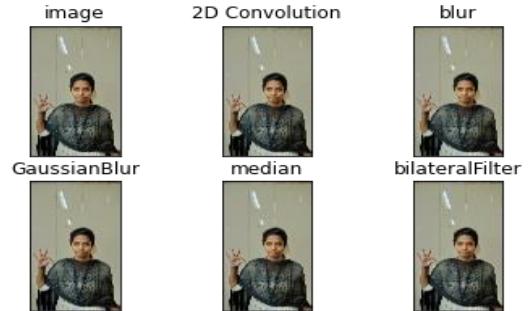 image
2D Convolution
blur
GaussianBlur
median
bilateralFilter